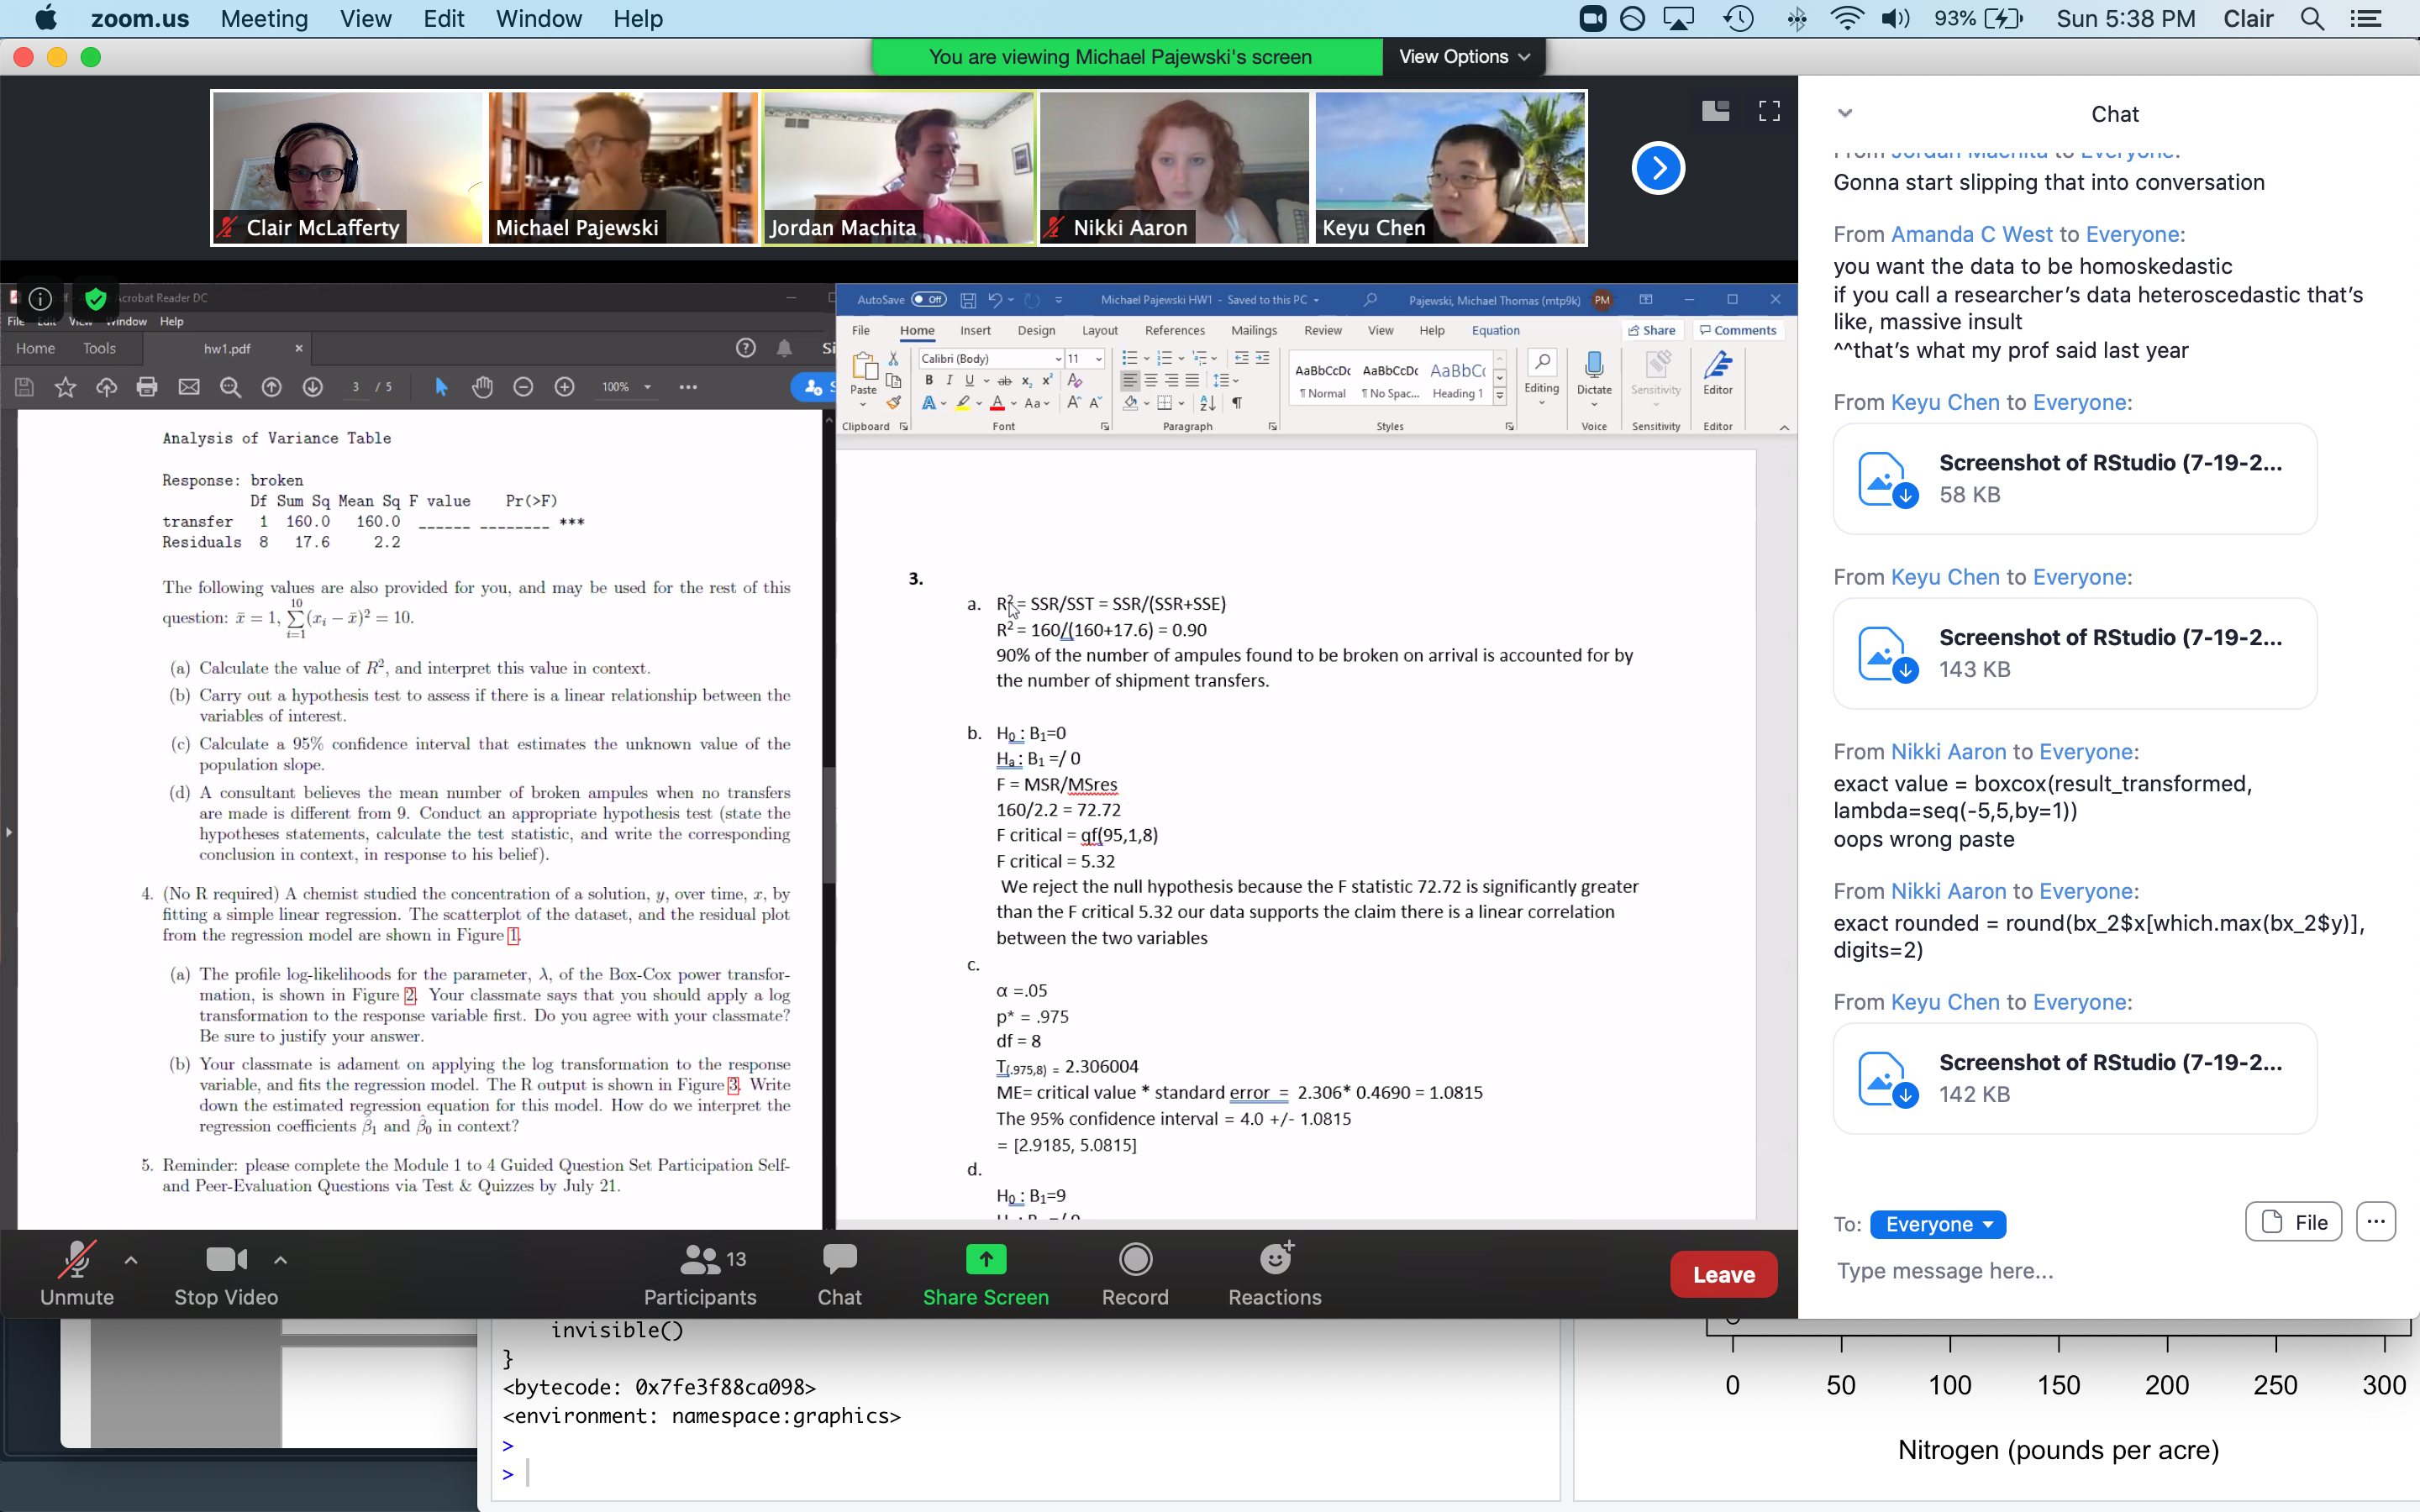 zoom.us Meeting View Edit Window Help 93% Sun 5:38 PM Clair
You are viewing Michael Pajewski's screen View Options
Clair McLafferty
Michael Pajewski
Jordan Machita
Nikki Aaron
Keyu Chen
Acrobat Reader DC
File Edit View Window Help
Home Tools hw1.pdf
3 / 5 100%
Analysis of Variance Table
Response: broken
Df Sum Sq Mean Sq F value Pr(>F)
transfer 1 160.0 160.0 ______ ________ ***
Residuals 8 17.6 2.2
The following values are also provided for you, and may be used for the rest of this
question: x̄ = 1, ∑_{i=1}^{10}(x_i − x̄)² = 10.
(a) Calculate the value of R², and interpret this value in context.
(b) Carry out a hypothesis test to assess if there is a linear relationship between the
variables of interest.
(c) Calculate a 95% confidence interval that estimates the unknown value of the
population slope.
(d) A consultant believes the mean number of broken ampules when no transfers
are made is different from 9. Conduct an appropriate hypothesis test (state the
hypotheses statements, calculate the test statistic, and write the corresponding
conclusion in context, in response to his belief).
4. (No R required) A chemist studied the concentration of a solution, y, over time, x, by
fitting a simple linear regression. The scatterplot of the dataset, and the residual plot
from the regression model are shown in Figure 1.
(a) The profile log-likelihoods for the parameter, λ, of the Box-Cox power transfor-
mation, is shown in Figure 2. Your classmate says that you should apply a log
transformation to the response variable first. Do you agree with your classmate?
Be sure to justify your answer.
(b) Your classmate is adament on applying the log transformation to the response
variable, and fits the regression model. The R output is shown in Figure 3. Write
down the estimated regression equation for this model. How do we interpret the
regression coefficients β̂₁ and β̂₀ in context?
5. Reminder: please complete the Module 1 to 4 Guided Question Set Participation Self-
and Peer-Evaluation Questions via Test & Quizzes by July 21.
AutoSave Off Michael Pajewski HW1 - Saved to this PC Pajewski, Michael Thomas (mtp9k) PM
File Home Insert Design Layout References Mailings Review View Help Equation Share Comments
Calibri (Body) 11
Paste
AaBbCcDc AaBbCcDc AaBbCc
¶ Normal ¶ No Spac... Heading 1
Editing Dictate Sensitivity Editor
Clipboard Font Paragraph Styles Voice Sensitivity Editor
3.
a. R² = SSR/SST = SSR/(SSR+SSE)
R² = 160/(160+17.6) = 0.90
90% of the number of ampules found to be broken on arrival is accounted for by
the number of shipment transfers.
b. H₀ : B₁=0
Hₐ : B₁ =/ 0
F = MSR/MSres
160/2.2 = 72.72
F critical = qf(95,1,8)
F critical = 5.32
We reject the null hypothesis because the F statistic 72.72 is significantly greater
than the F critical 5.32 our data supports the claim there is a linear correlation
between the two variables
c.
α =.05
p* = .975
df = 8
T(.975,8) = 2.306004
ME= critical value * standard error = 2.306* 0.4690 = 1.0815
The 95% confidence interval = 4.0 +/- 1.0815
= [2.9185, 5.0815]
d.
H₀ : B₁=9
Chat
Gonna start slipping that into conversation
From Amanda C West to Everyone:
you want the data to be homoskedastic
if you call a researcher's data heteroscedastic that's
like, massive insult
^^that's what my prof said last year
From Keyu Chen to Everyone:
Screenshot of RStudio (7-19-2...
58 KB
From Keyu Chen to Everyone:
Screenshot of RStudio (7-19-2...
143 KB
From Nikki Aaron to Everyone:
exact value = boxcox(result_transformed,
lambda=seq(-5,5,by=1))
oops wrong paste
From Nikki Aaron to Everyone:
exact rounded = round(bx_2$x[which.max(bx_2$y)],
digits=2)
From Keyu Chen to Everyone:
Screenshot of RStudio (7-19-2...
142 KB
To: Everyone File
Type message here...
Unmute Stop Video Participants 13 Chat Share Screen Record Reactions Leave
invisible()
}
<bytecode: 0x7fe3f88ca098>
<environment: namespace:graphics>
>
>
0 50 100 150 200 250 300
Nitrogen (pounds per acre)